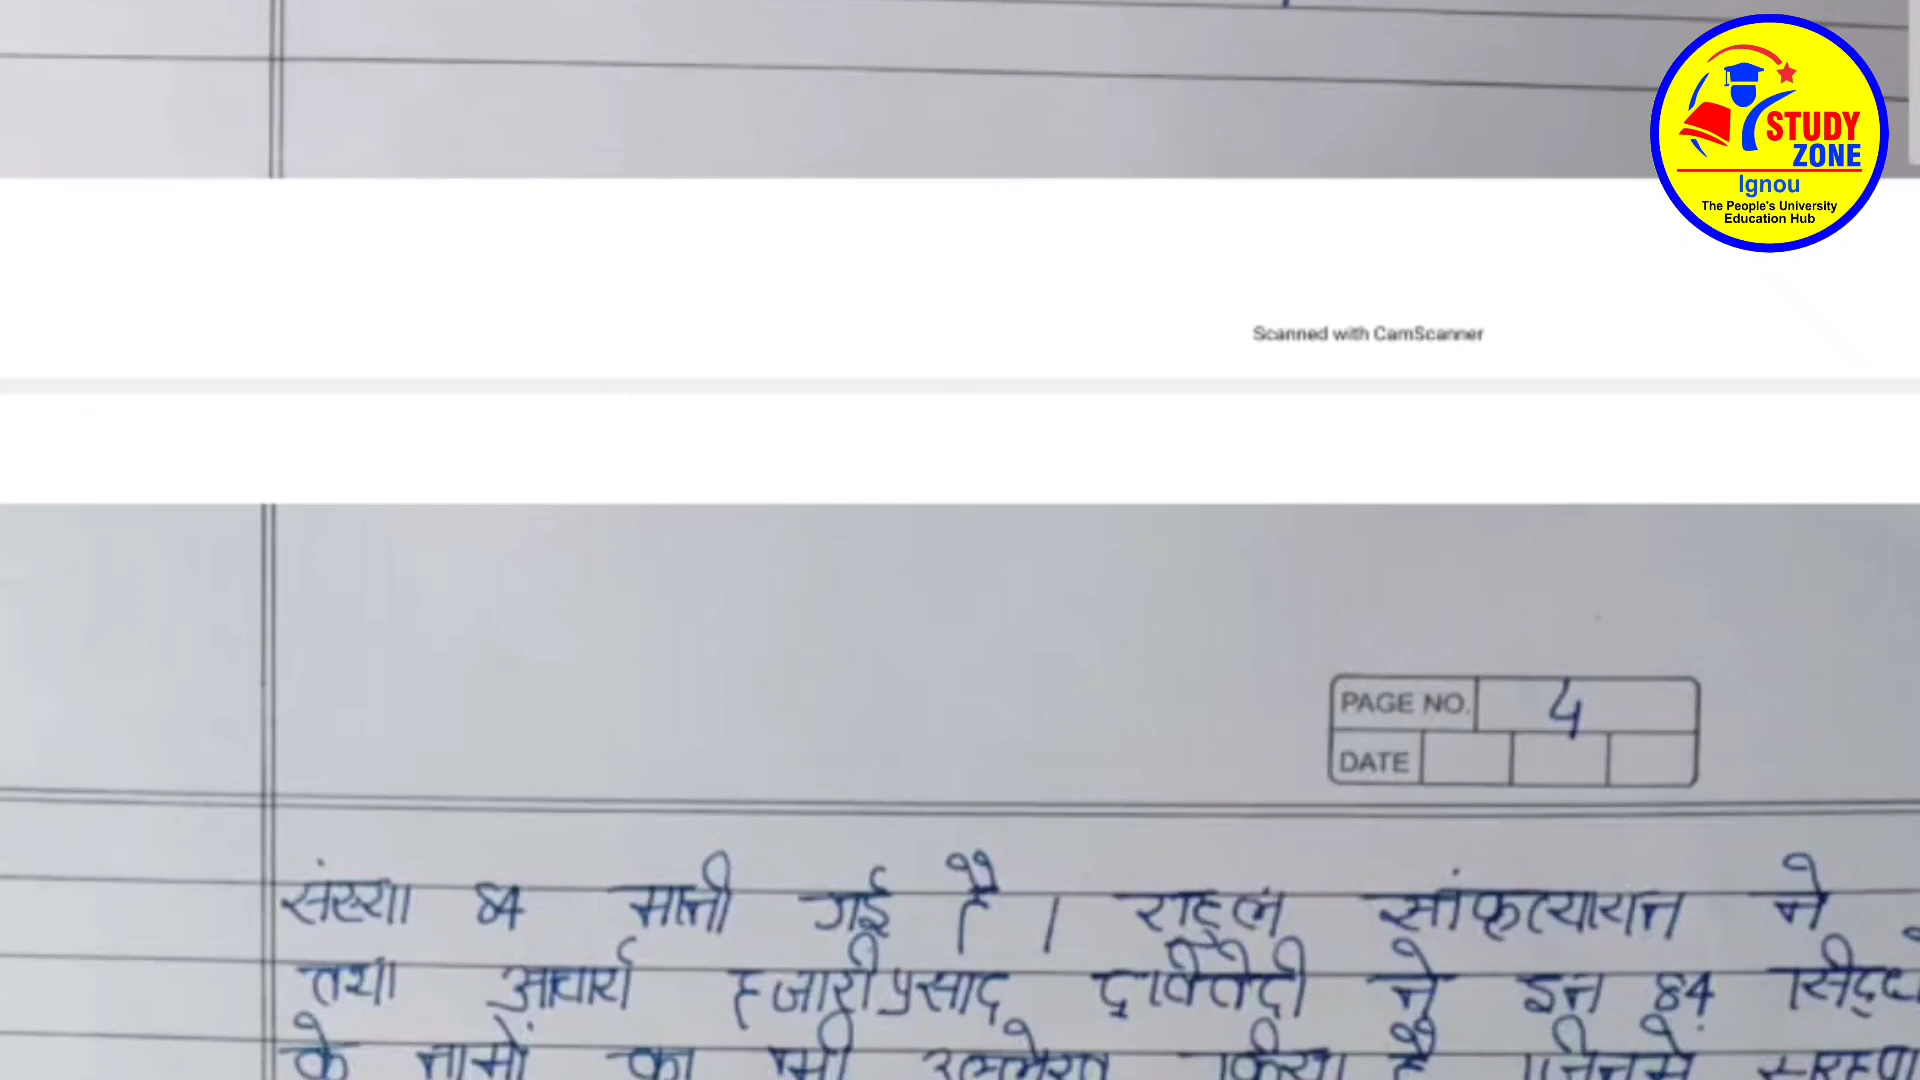 STUDY
ZONE
Ignou
The People's University
Education Hub
Scanned with CamScanner
PAGE NO. 4
DATE
संख्या 84 मानी गई है । राहुल सांकृत्यायन ने
तथा आचार्य हजारीप्रसाद द्विवेदी ने इन 84
के नामों का भी उल्लेख किया है जिनमें